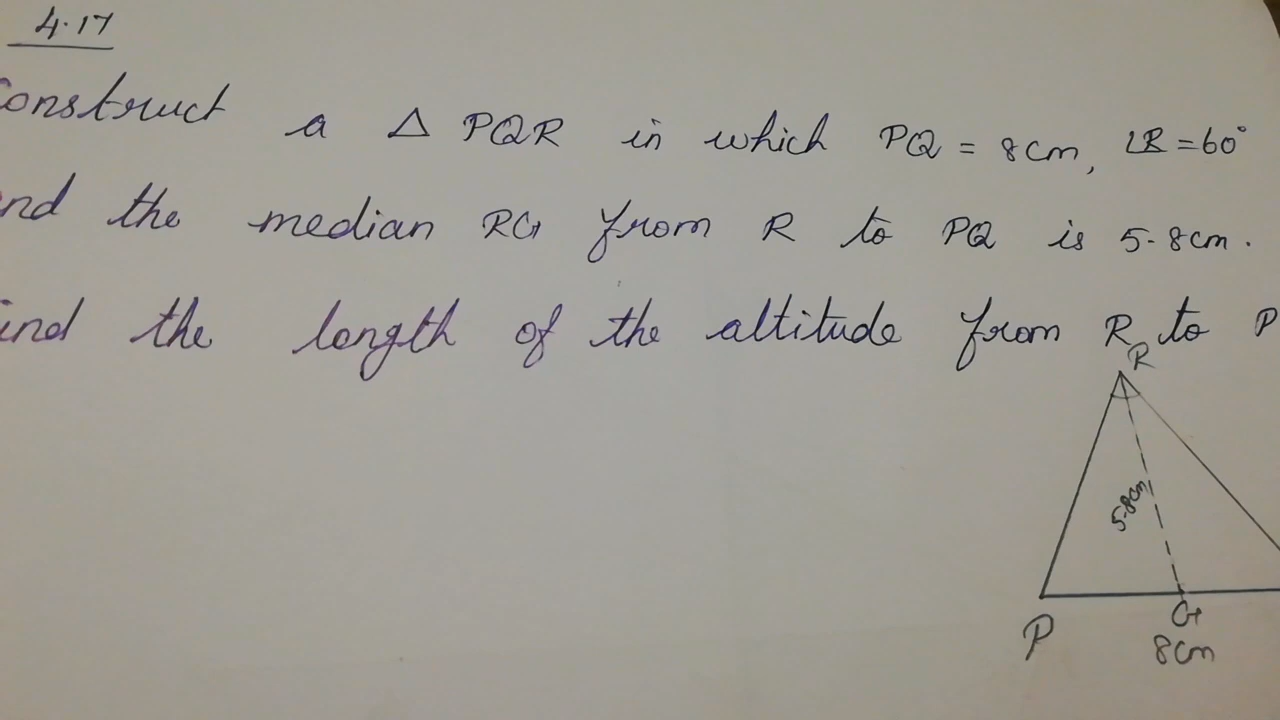 4.17
Construct a △ PQR in which PQ = 8cm, ∠R = 60°
nd the median RG from R to PQ is 5.8cm.
ind the length of the altitude from R to P
R
5.8cm
P
G
8cm